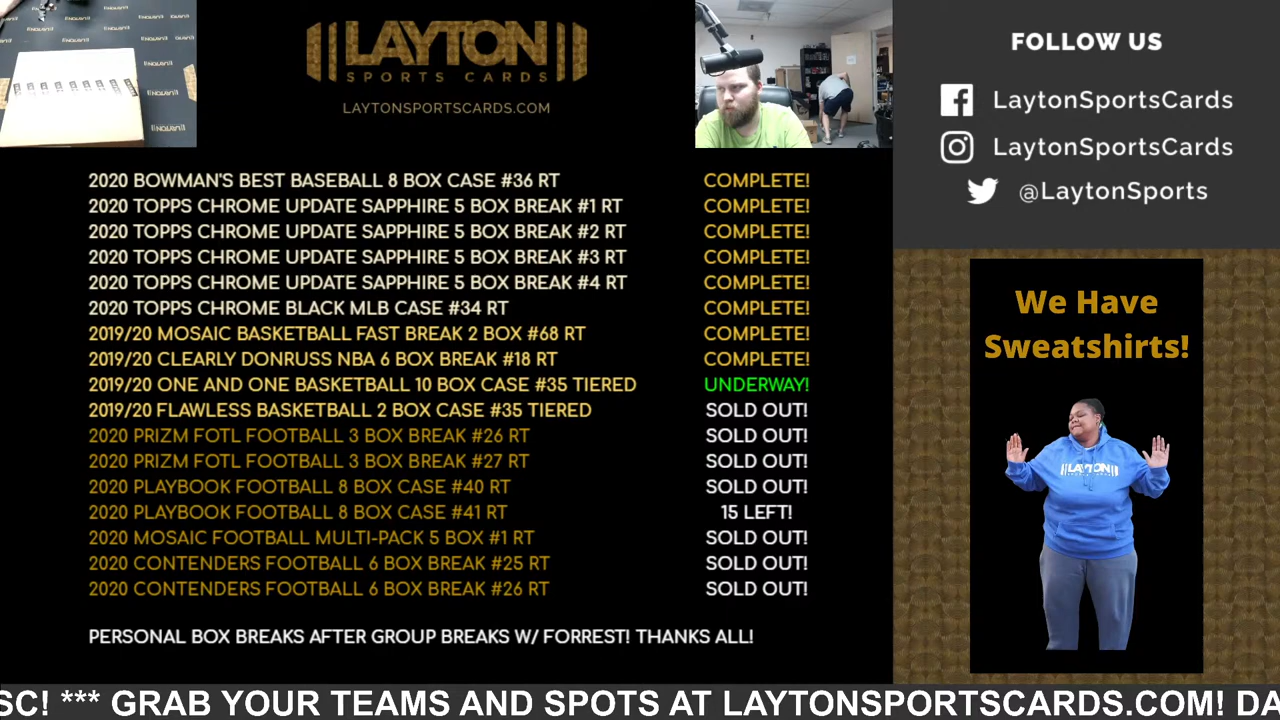 LAYTON
SPORTS CARDS
LAYTONSPORTSCARDS.COM
FOLLOW US
LaytonSportsCards
LaytonSportsCards
@LaytonSports
2020 BOWMAN'S BEST BASEBALL 8 BOX CASE #36 RT COMPLETE!
2020 TOPPS CHROME UPDATE SAPPHIRE 5 BOX BREAK #1 RT COMPLETE!
2020 TOPPS CHROME UPDATE SAPPHIRE 5 BOX BREAK #2 RT COMPLETE!
2020 TOPPS CHROME UPDATE SAPPHIRE 5 BOX BREAK #3 RT COMPLETE!
2020 TOPPS CHROME UPDATE SAPPHIRE 5 BOX BREAK #4 RT COMPLETE!
2020 TOPPS CHROME BLACK MLB CASE #34 RT COMPLETE!
2019/20 MOSAIC BASKETBALL FAST BREAK 2 BOX #68 RT COMPLETE!
2019/20 CLEARLY DONRUSS NBA 6 BOX BREAK #18 RT COMPLETE!
2019/20 ONE AND ONE BASKETBALL 10 BOX CASE #35 TIERED UNDERWAY!
2019/20 FLAWLESS BASKETBALL 2 BOX CASE #35 TIERED SOLD OUT!
2020 PRIZM FOTL FOOTBALL 3 BOX BREAK #26 RT SOLD OUT!
2020 PRIZM FOTL FOOTBALL 3 BOX BREAK #27 RT SOLD OUT!
2020 PLAYBOOK FOOTBALL 8 BOX CASE #40 RT SOLD OUT!
2020 PLAYBOOK FOOTBALL 8 BOX CASE #41 RT 15 LEFT!
2020 MOSAIC FOOTBALL MULTI-PACK 5 BOX #1 RT SOLD OUT!
2020 CONTENDERS FOOTBALL 6 BOX BREAK #25 RT SOLD OUT!
2020 CONTENDERS FOOTBALL 6 BOX BREAK #26 RT SOLD OUT!
PERSONAL BOX BREAKS AFTER GROUP BREAKS W/ FORREST! THANKS ALL!
We Have
Sweatshirts!
LAYTON
SC! *** GRAB YOUR TEAMS AND SPOTS AT LAYTONSPORTSCARDS.COM! DA